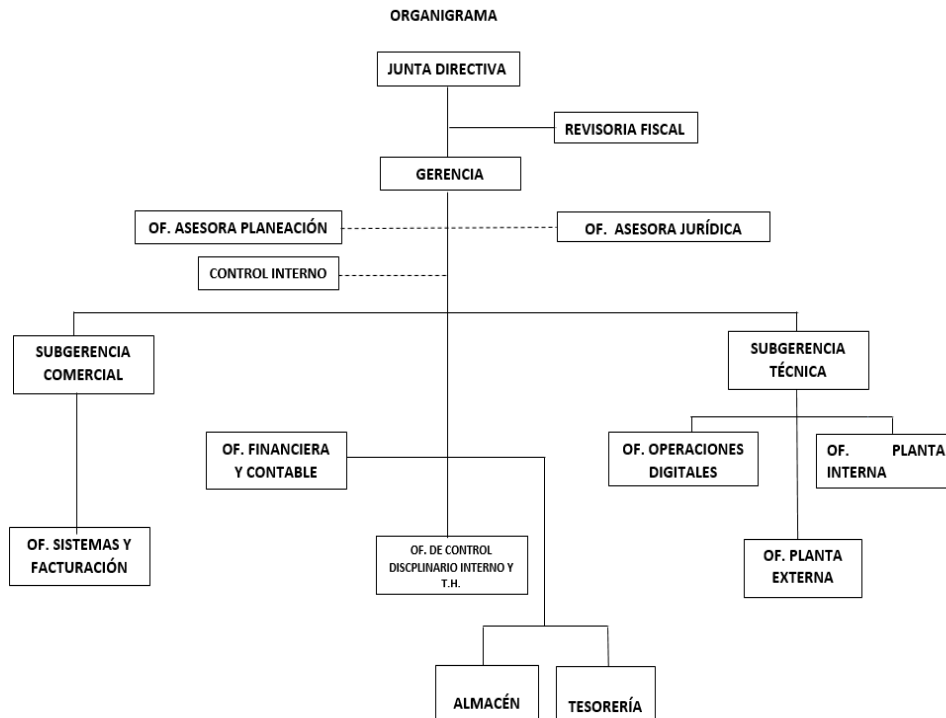 ORGANIGRAMA
JUNTA DIRECTIVA
REVISORIA FISCAL
GERENCIA
OF. ASESORA PLANEACIÓN
OF. ASESORA JURÍDICA
CONTROL INTERNO
SUBGERENCIA
COMERCIAL
SUBGERENCIA
TÉCNICA
OF. FINANCIERA
Y CONTABLE
OF. OPERACIONES
DIGITALES
OF. PLANTA
INTERNA
OF. SISTEMAS Y
FACTURACIÓN
OF. DE CONTROL
DISCPLINARIO INTERNO Y
T.H.
OF. PLANTA
EXTERNA
ALMACÉN
TESORERÍA